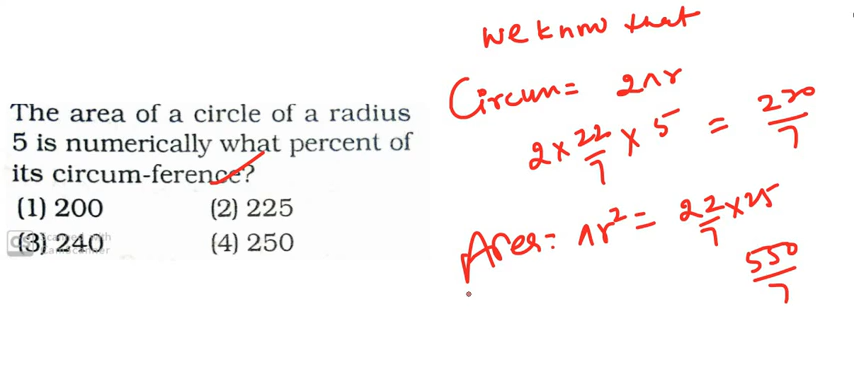 we know that
The area of a circle of a radius
5 is numerically what percent of
its circum-ference?
(1) 200 (2) 225
(3) 240 (4) 250
Circum= 2πr
2 × 22/7 × 5 = 220/7
Area= πr² = 22/7 × 25
550/7